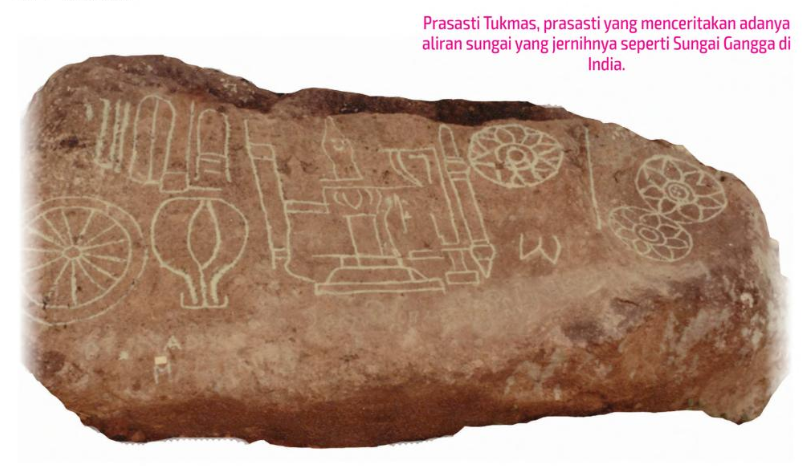 Prasasti Tukmas, prasasti yang menceritakan adanya
aliran sungai yang jernihnya seperti Sungai Gangga di
India.